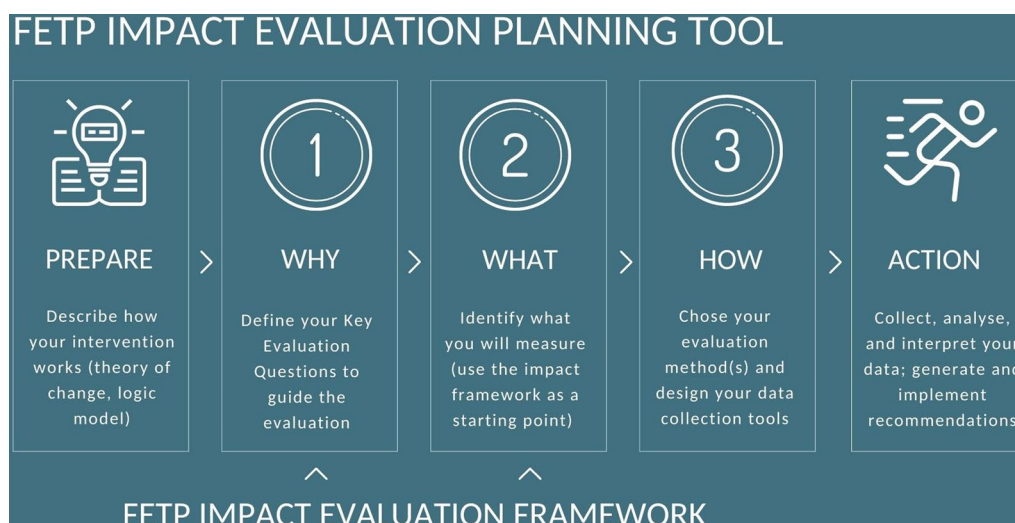 FETP IMPACT EVALUATION PLANNING TOOL
1
2
3
PREPARE
WHY
WHAT
HOW
ACTION
Describe how
your intervention
works (theory of
change, logic
model)
Define your Key
Evaluation
Questions to
guide the
evaluation
Identify what
you will measure
(use the impact
framework as a
starting point)
Chose your
evaluation
method(s) and
design your data
collection tools
Collect, analyse,
and interpret your
data; generate and
implement
recommendations
FETP IMPACT EVALUATION FRAMEWORK